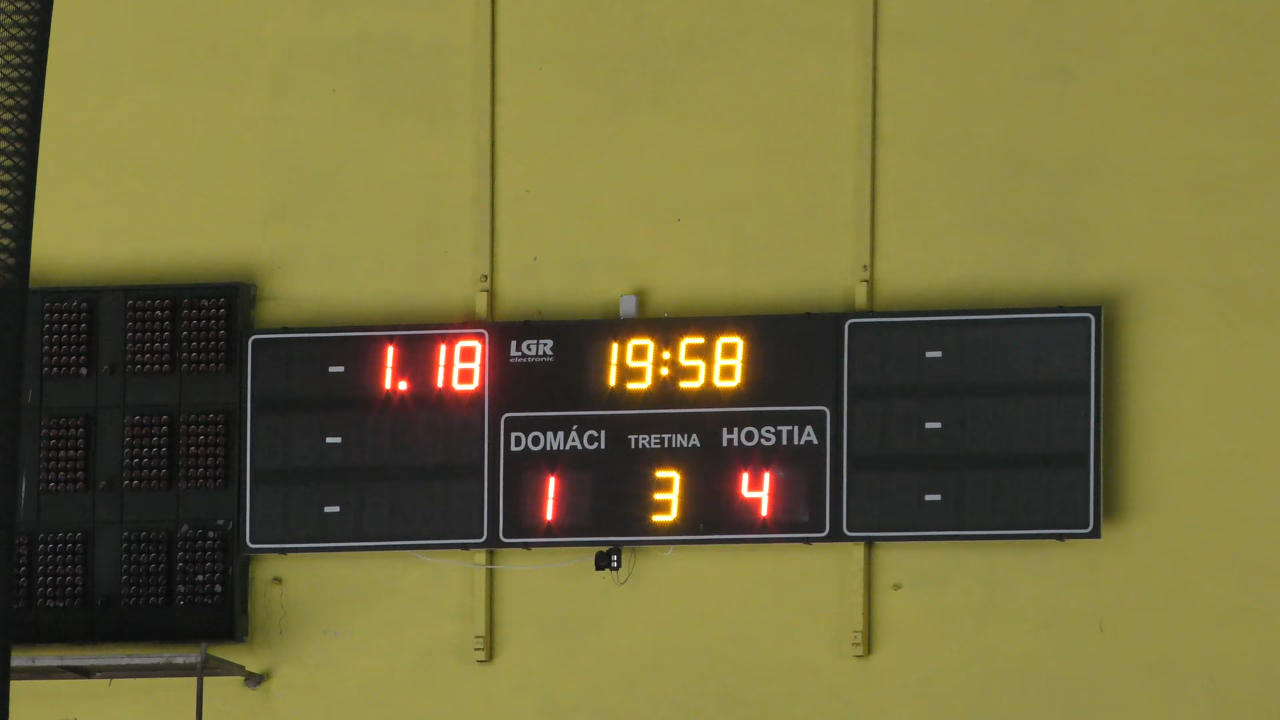 - 1.18
LGR
electronic
19:58
-
-
-
DOMÁCI TRETINA HOSTIA
1 3 4
-
-
-